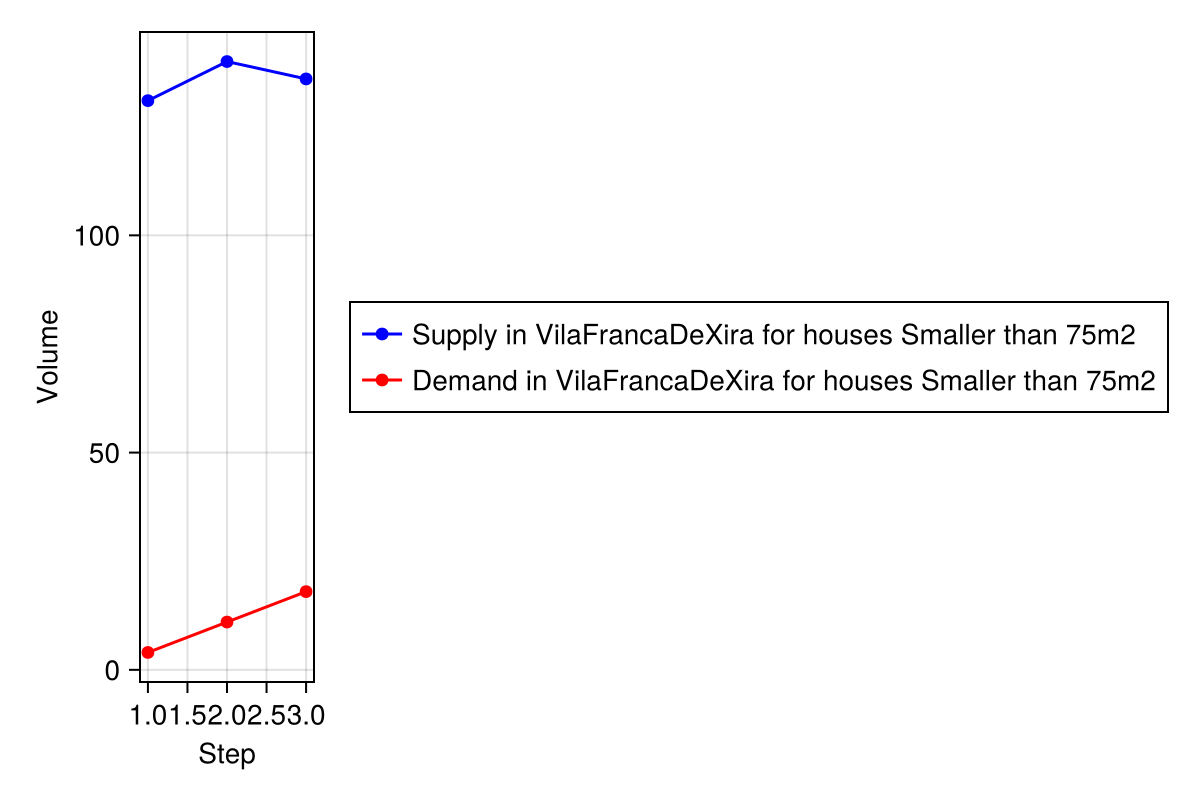 100
50
0
Volume
1.01.52.02.53.0
Step
Supply in VilaFrancaDeXira for houses Smaller than 75m2
Demand in VilaFrancaDeXira for houses Smaller than 75m2